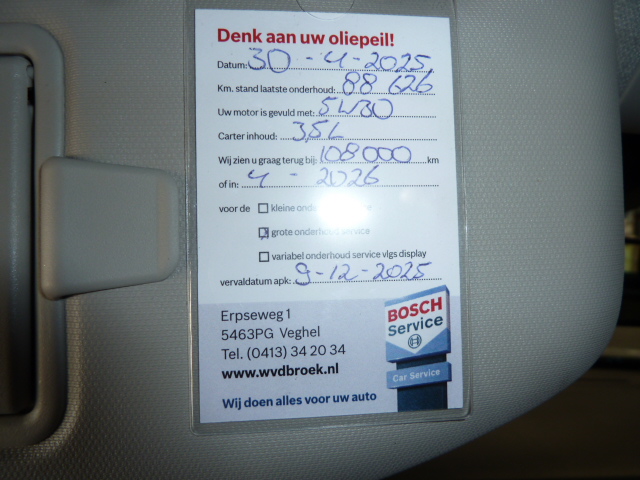 Denk aan uw oliepeil!
Datum: 30-4-2025
Km. stand laatste onderhoud: 88 626
Uw motor is gevuld met: 5W30
Carter inhoud: 3,5L
Wij zien u graag terug bij: 108000 km
of in: 4 - 2026
voor de kleine
grote onderhoud service
variabel onderhoud service vlgs display
vervaldatum apk: 9-12-2025
Erpseweg 1
5463PG Veghel
Tel. (0413) 34 20 34
www.wvdbroek.nl
Wij doen alles voor uw auto
BOSCH
Service
Car Service